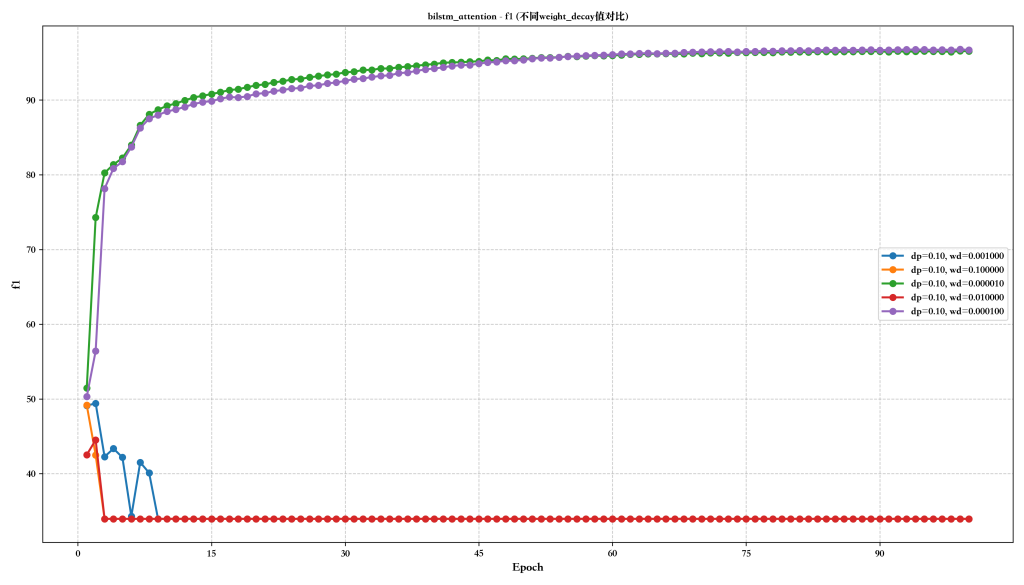 bilstm_attention - f1 (不同weight_decay值对比)
f1
90
80
70
60
50
40
dp=0.10, wd=0.001000
dp=0.10, wd=0.100000
dp=0.10, wd=0.000010
dp=0.10, wd=0.010000
dp=0.10, wd=0.000100
0 15 30 45 60 75 90
Epoch